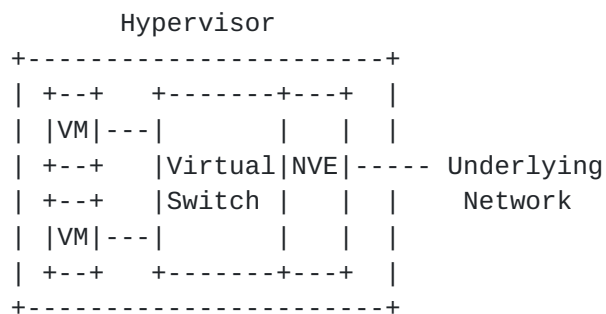 Hypervisor
VM
Virtual NVE Underlying
Switch Network
VM